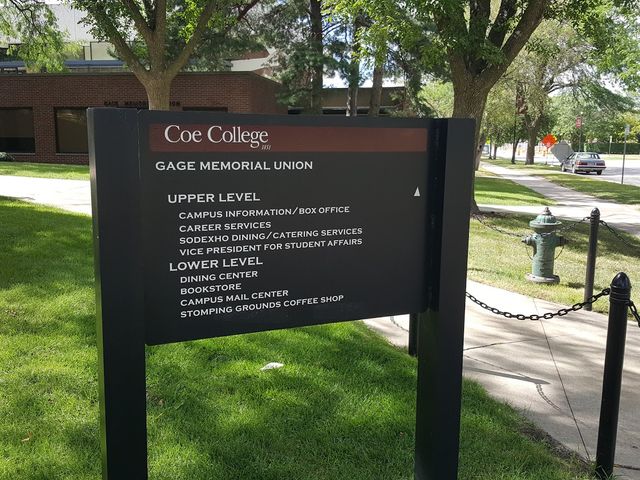 Coe College
1851
GAGE MEMORIAL UNION
UPPER LEVEL
CAMPUS INFORMATION/BOX OFFICE
CAREER SERVICES
SODEXHO DINING/CATERING SERVICES
VICE PRESIDENT FOR STUDENT AFFAIRS
LOWER LEVEL
DINING CENTER
BOOKSTORE
CAMPUS MAIL CENTER
STOMPING GROUNDS COFFEE SHOP